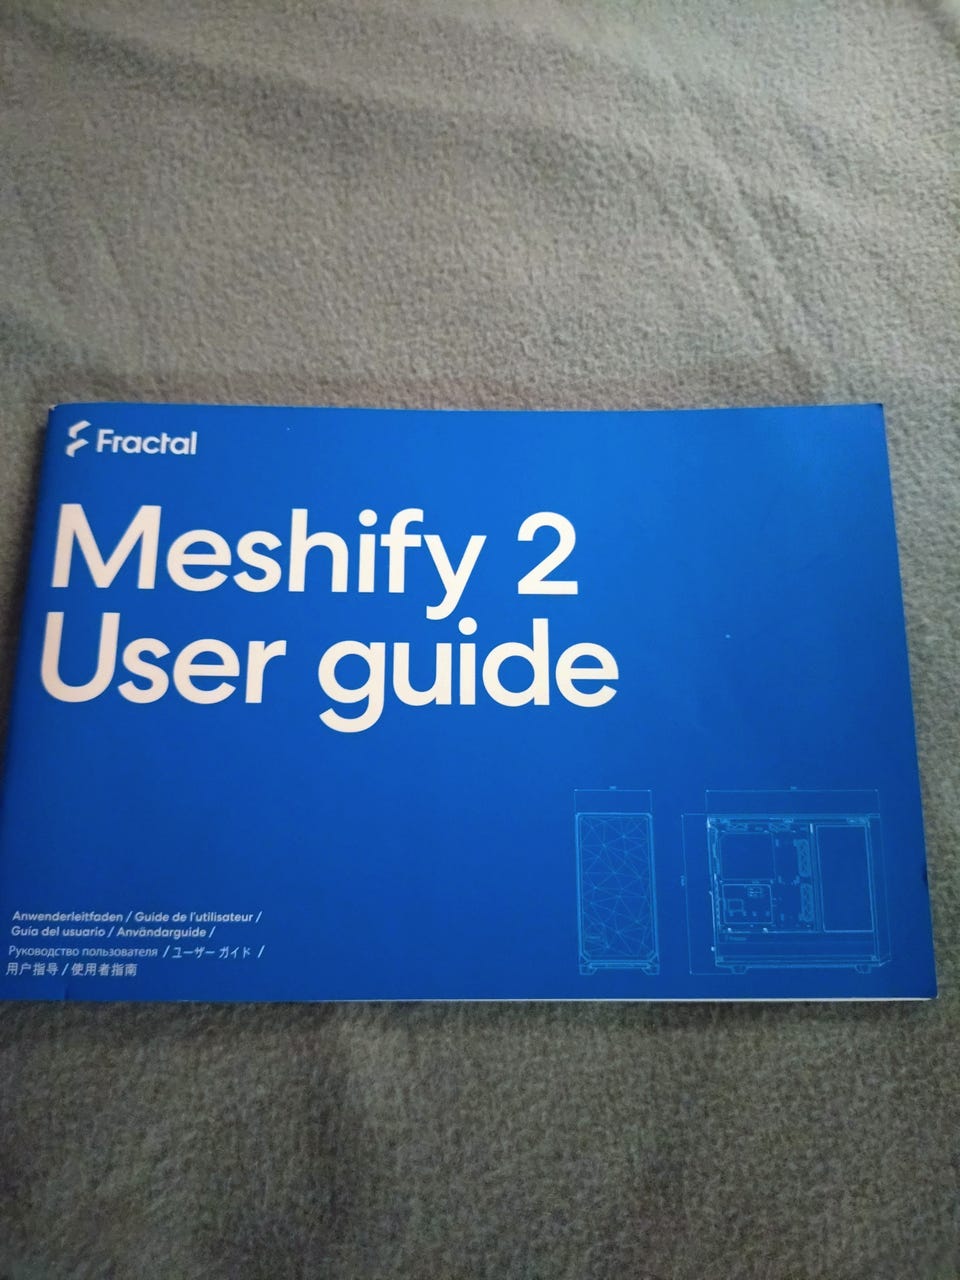 Fractal
Meshify 2
User guide
Anwenderleitfaden / Guide de l'utilisateur /
Guía del usuario / Användarguide /
Руководство пользователя / ユーザー ガイド /
用户指导 / 使用者指南